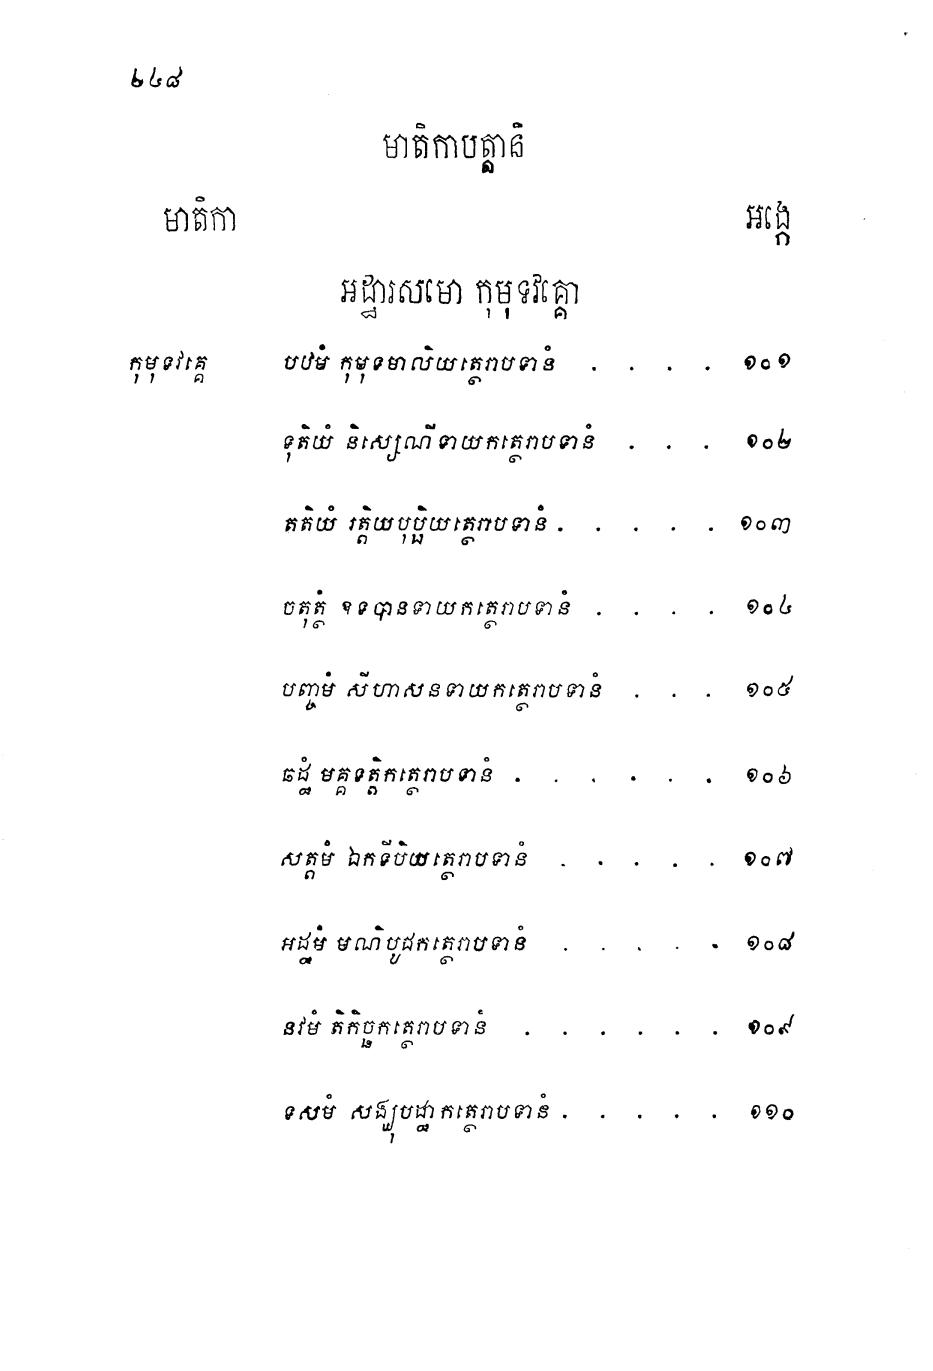 ២៤៨
មាតិកាបត្តានិ
មាតិកា អង្កេ
អដ្ឋារសមោ កុមុទវគ្គោ
កុមុទវគ្គេ បឋមំ កុមុទមាលិយត្ថេរាបទានំ . . . . ១០១
ទុតិយំ និស្សេណីទាយកត្ថេរាបទានំ . . . ១០២
តតិយំ រត្តិយបុប្ផិយត្ថេរាបទានំ . . . . . ១០៣
ចតុត្ថំ ឧទបានទាយកត្ថេរាបទានំ . . . . ១០៤
បញ្ចមំ សីហាសនទាយកត្ថេរាបទានំ . . . ១០៥
ឆដ្ឋំ មគ្គទត្តិកត្ថេរាបទានំ . . . . . . ១០៦
សត្តមំ ឯកទីបិយត្ថេរាបទានំ . . . . . ១០៧
អដ្ឋមំ មណិបូជកត្ថេរាបទានំ . . . . . ១០៨
នវមំ តិកិច្ឆកត្ថេរាបទានំ . . . . . . ១០៩
ទសមំ សង្ឃុបដ្ឋាកត្ថេរាបទានំ . . . . . ១១០